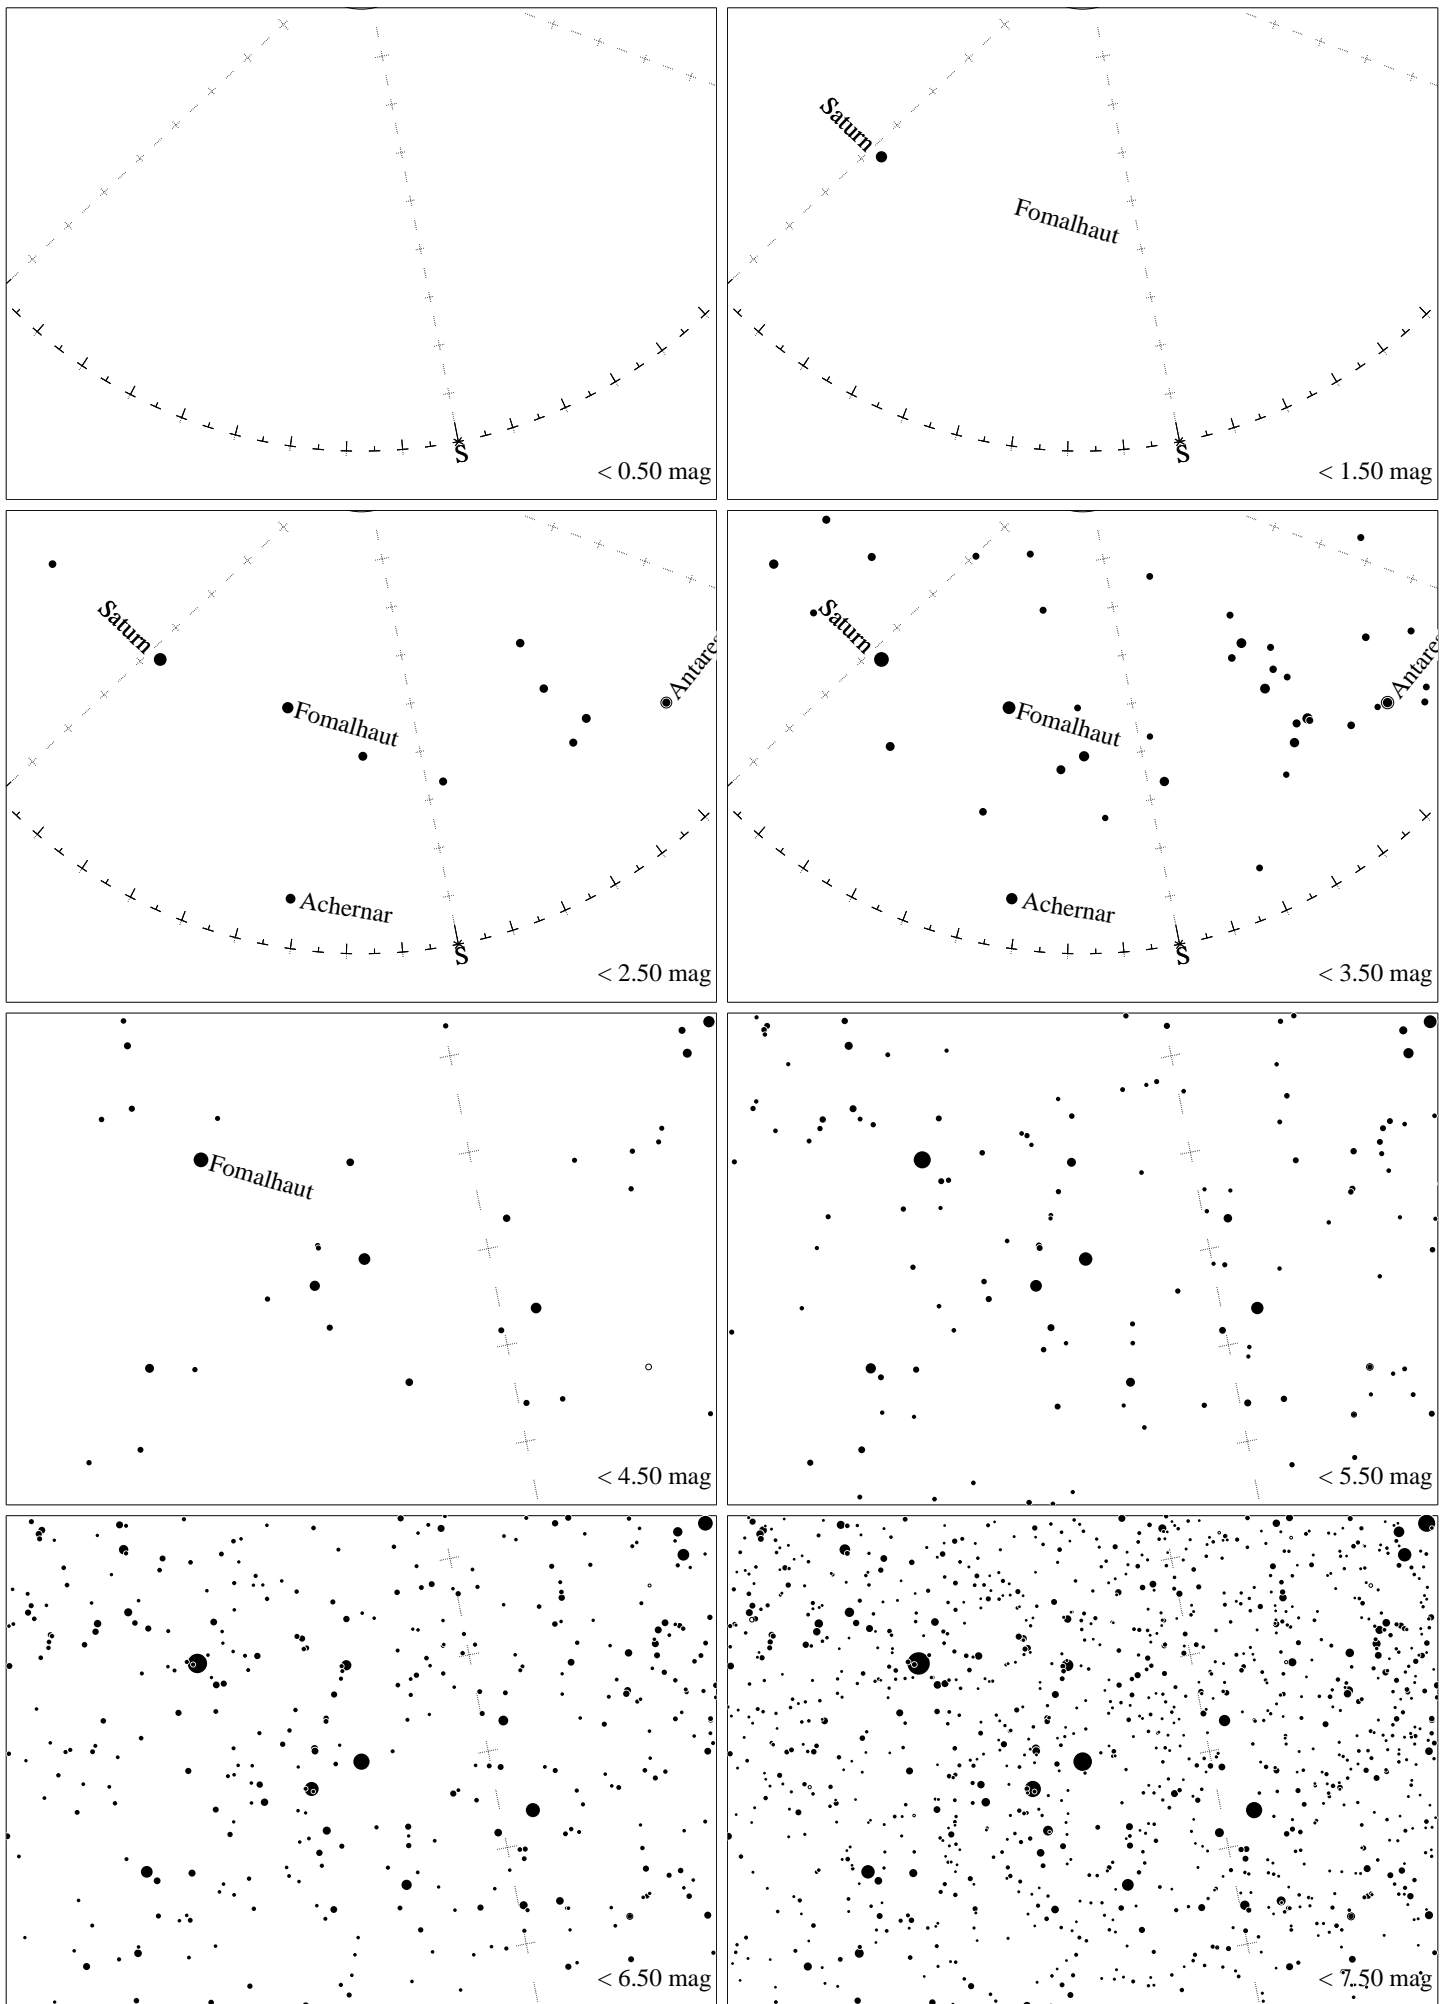 S
< 0.50 mag
Saturn
Fomalhaut
S
< 1.50 mag
Saturn
Antares
Fomalhaut
Achernar
S
< 2.50 mag
Saturn
Antares
Fomalhaut
Achernar
S
< 3.50 mag
Fomalhaut
< 4.50 mag
< 5.50 mag
< 6.50 mag
< 7.50 mag